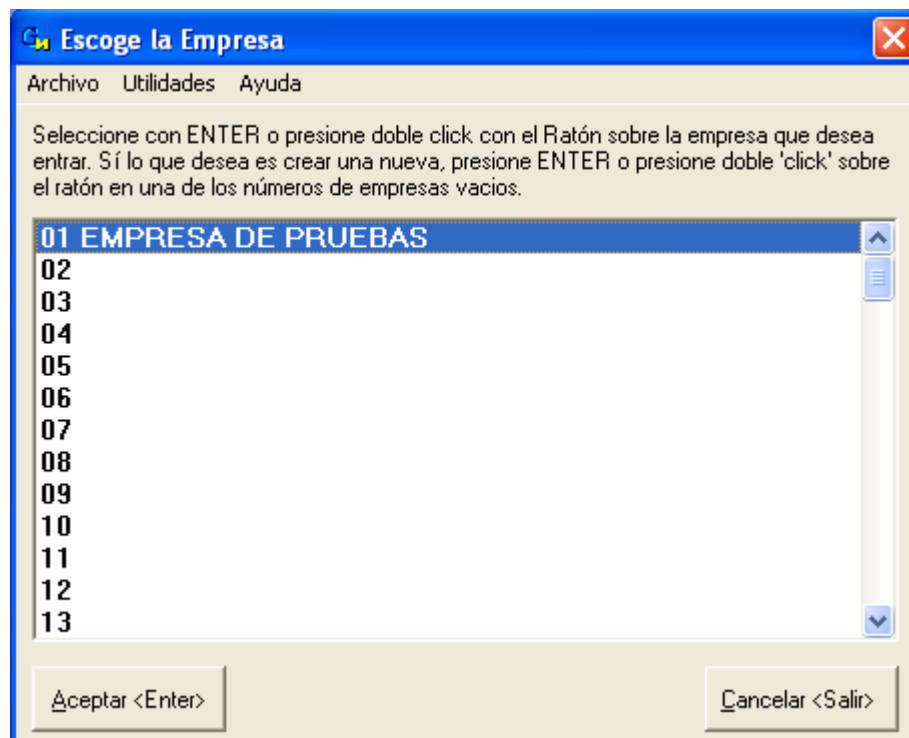 Escoge la Empresa
Archivo Utilidades Ayuda
Seleccione con ENTER o presione doble click con el Ratón sobre la empresa que desea
entrar. Sí lo que desea es crear una nueva, presione ENTER o presione doble 'click' sobre
el ratón en una de los números de empresas vacios.
01 EMPRESA DE PRUEBAS
02
03
04
05
06
07
08
09
10
11
12
13
Aceptar <Enter>
Cancelar <Salir>